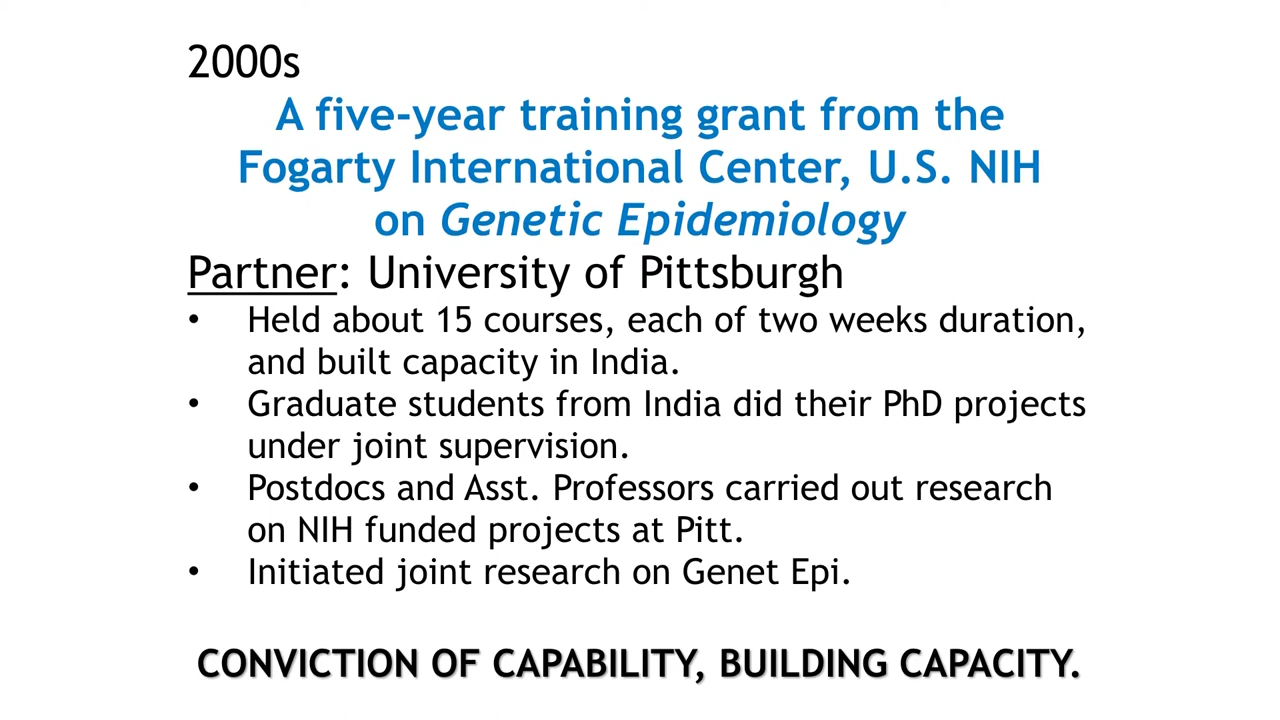 2000s
A five-year training grant from the
Fogarty International Center, U.S. NIH
on Genetic Epidemiology
Partner: University of Pittsburgh
• Held about 15 courses, each of two weeks duration,
and built capacity in India.
• Graduate students from India did their PhD projects
under joint supervision.
• Postdocs and Asst. Professors carried out research
on NIH funded projects at Pitt.
• Initiated joint research on Genet Epi.
CONVICTION OF CAPABILITY, BUILDING CAPACITY.